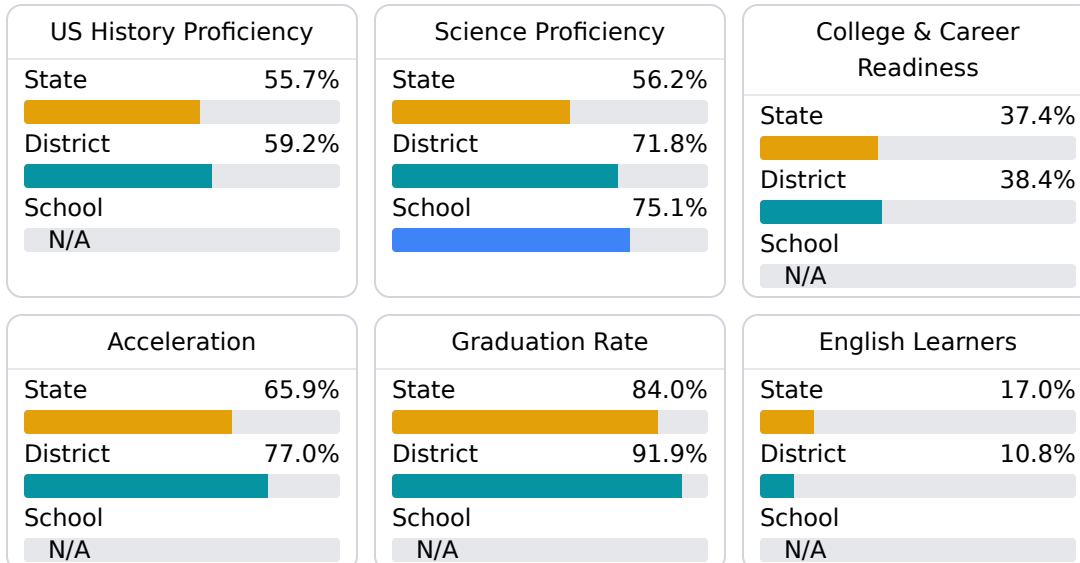 US History Proficiency
State 55.7%
District 59.2%
School
N/A
Science Proficiency
State 56.2%
District 71.8%
School 75.1%
College & Career
Readiness
State 37.4%
District 38.4%
School
N/A
Acceleration
State 65.9%
District 77.0%
School
N/A
Graduation Rate
State 84.0%
District 91.9%
School
N/A
English Learners
State 17.0%
District 10.8%
School
N/A